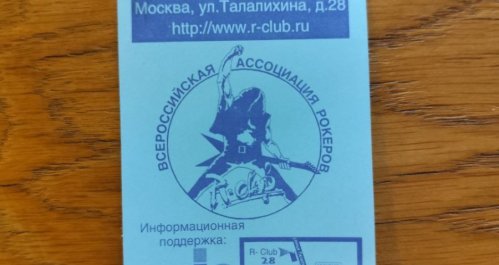 Москва, ул.Талалихина, д.28
http://www.r-club.ru
ВСЕРОССИЙСКАЯ АССОЦИАЦИЯ РОКЕРОВ
R-Club
Информационная
поддержка:
R- Club
28